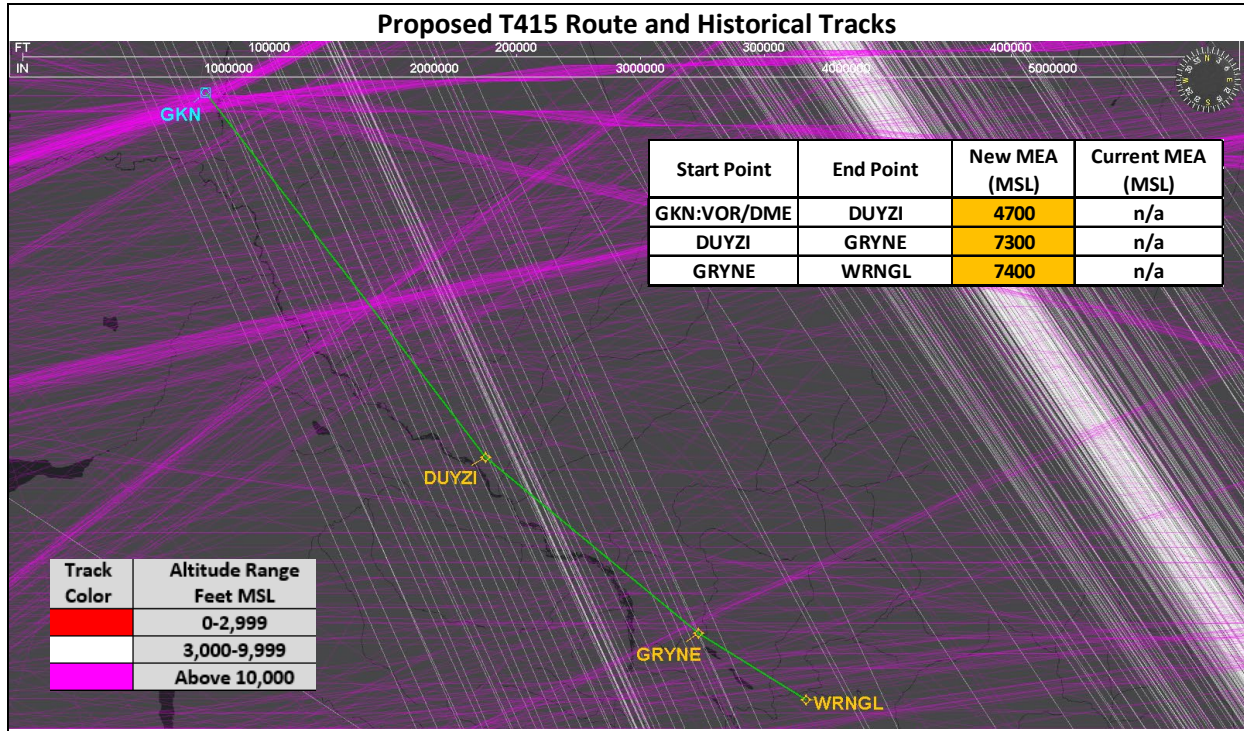 Proposed T415 Route and Historical Tracks
FT 100000 200000 300000 400000
IN 1000000 2000000 3000000 4000000 5000000
N
E
S
W
GKN
Start Point End Point New MEA (MSL) Current MEA (MSL)
GKN:VOR/DME DUYZI 4700 n/a
DUYZI GRYNE 7300 n/a
GRYNE WRNGL 7400 n/a
DUYZI
GRYNE
WRNGL
Track Color Altitude Range Feet MSL
0-2,999
3,000-9,999
Above 10,000